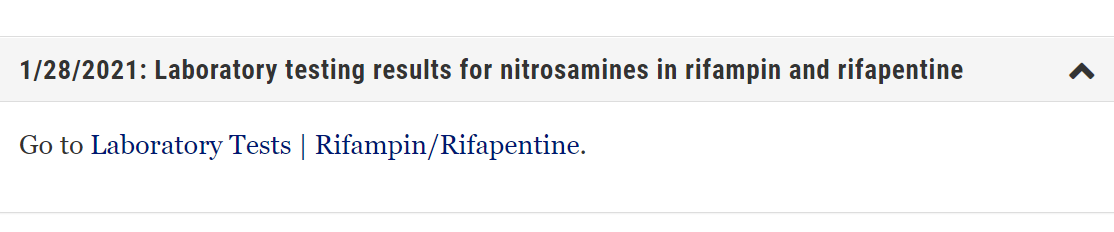 1/28/2021: Laboratory testing results for nitrosamines in rifampin and rifapentine
Go to Laboratory Tests | Rifampin/Rifapentine.